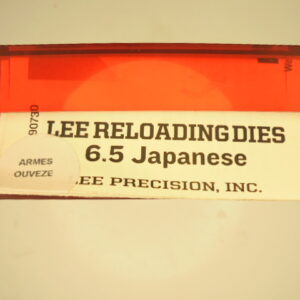 90730
LEE RELOADING DIES
6.5 Japanese
LEE PRECISION, INC.
ARMES
OUVEZE